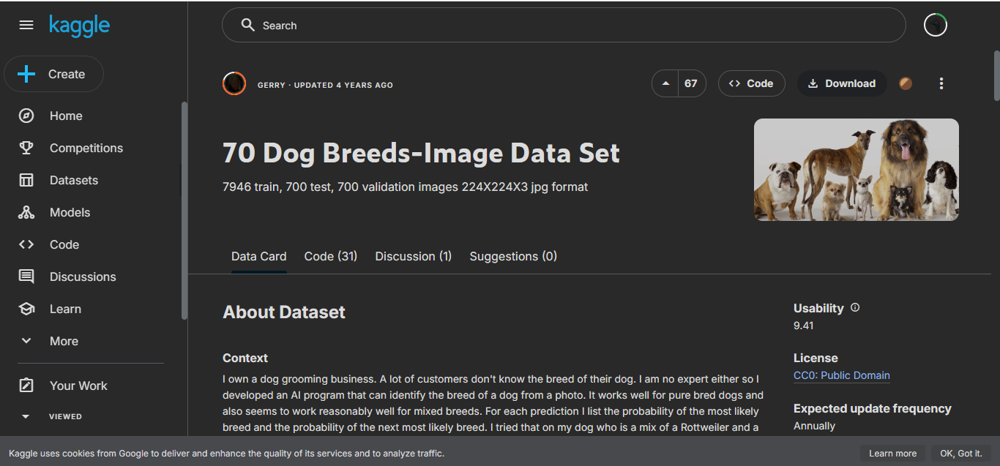 kaggle
Search
Create
Home
Competitions
Datasets
Models
Code
Discussions
Learn
More
Your Work
VIEWED
GERRY · UPDATED 4 YEARS AGO
67
Code
Download
70 Dog Breeds-Image Data Set
7946 train, 700 test, 700 validation images 224X224X3 jpg format
Data Card
Code (31)
Discussion (1)
Suggestions (0)
About Dataset
Context
I own a dog grooming business. A lot of customers don't know the breed of their dog. I am no expert either so I
developed an AI program that can identify the breed of a dog from a photo. It works well for pure bred dogs and
also seems to work reasonably well for mixed breeds. For each prediction I list the probability of the most likely
breed and the probability of the next most likely breed. I tried that on my dog who is a mix of a Rottweiler and a
Usability
9.41
License
CC0: Public Domain
Expected update frequency
Annually
Kaggle uses cookies from Google to deliver and enhance the quality of its services and to analyze traffic.
Learn more
OK, Got it.